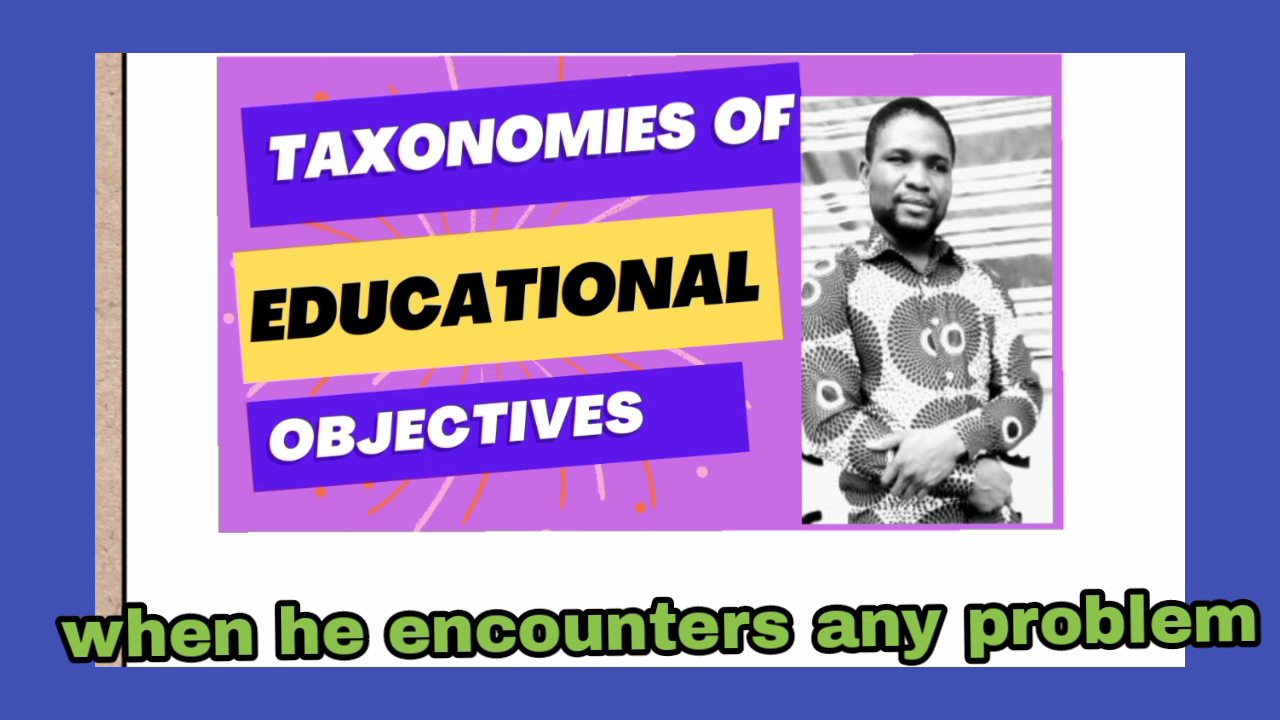 TAXONOMIES OF
EDUCATIONAL
OBJECTIVES
when he encounters any problem